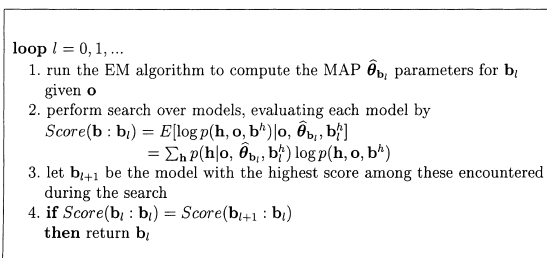 loop l = 0, 1, ...
1. run the EM algorithm to compute the MAP θ̂_{b_l} parameters for b_l
given o
2. perform search over models, evaluating each model by
Score(b : b_l) = E[log p(h, o, b^h)|o, θ̂_{b_l}, b_l^h]
= ∑_h p(h|o, θ̂_{b_l}, b_l^h) log p(h, o, b^h)
3. let b_{l+1} be the model with the highest score among these encountered
during the search
4. if Score(b_l : b_l) = Score(b_{l+1} : b_l)
then return b_l